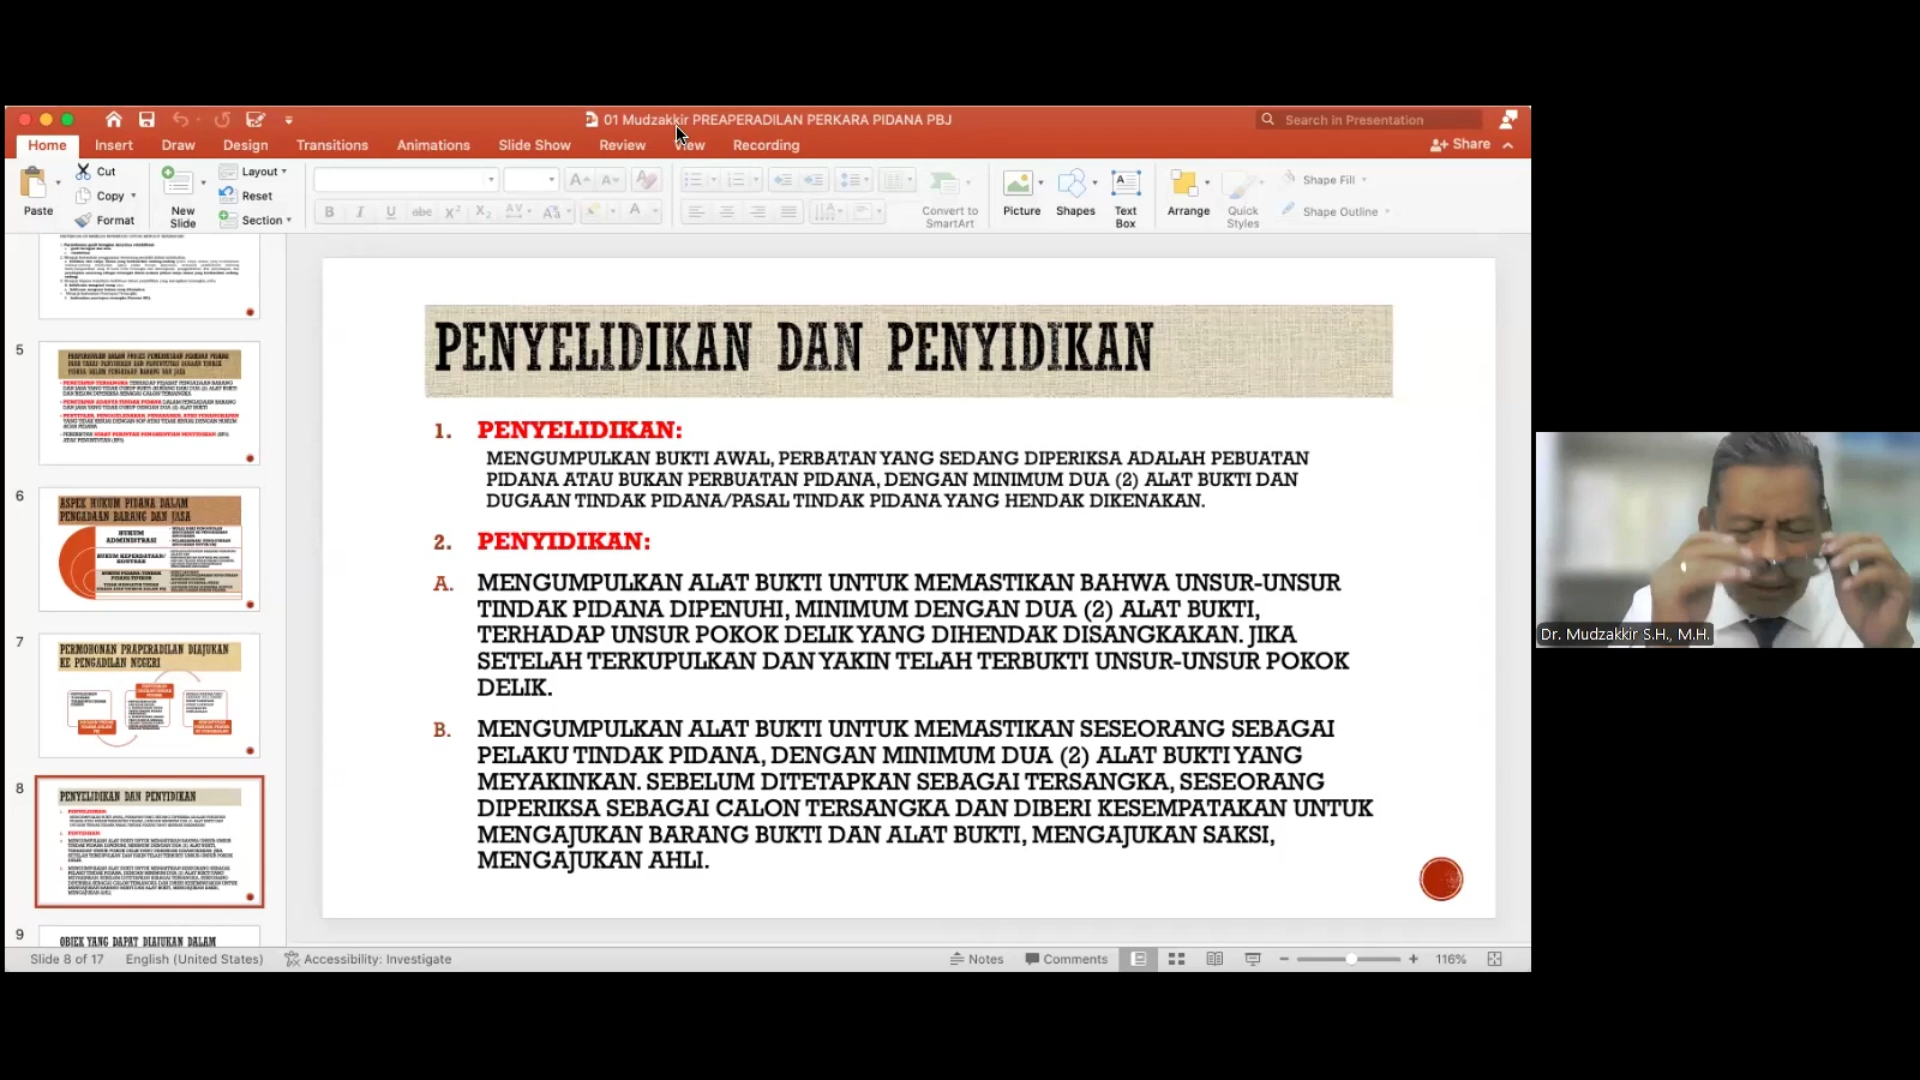 01 Mudzakkir PREAPERADILAN PERKARA PIDANA PBJ
Search in Presentation
Home Insert Draw Design Transitions Animations Slide Show Review View Recording
Share
Paste
Cut
Copy
Format
New Slide
Layout
Reset
Section
Convert to SmartArt
Picture
Shapes
Text Box
Arrange
Quick Styles
Shape Fill
Shape Outline
5
6
ASPEK HUKUM PIDANA DALAM
PENGADAAN BARANG DAN JASA
HUKUM
ADMINISTRASI
7
PERMOHONAN PRAPERADILAN DIAJUKAN
KE PENGADILAN NEGERI
8
PENYELIDIKAN DAN PENYIDIKAN
9
OBJEK YANG DAPAT DIAJUKAN DALAM
PENYELIDIKAN DAN PENYIDIKAN
1. PENYELIDIKAN:
MENGUMPULKAN BUKTI AWAL, PERBATAN YANG SEDANG DIPERIKSA ADALAH PEBUATAN
PIDANA ATAU BUKAN PERBUATAN PIDANA, DENGAN MINIMUM DUA (2) ALAT BUKTI DAN
DUGAAN TINDAK PIDANA/PASAL TINDAK PIDANA YANG HENDAK DIKENAKAN.
2. PENYIDIKAN:
A. MENGUMPULKAN ALAT BUKTI UNTUK MEMASTIKAN BAHWA UNSUR-UNSUR
TINDAK PIDANA DIPENUHI, MINIMUM DENGAN DUA (2) ALAT BUKTI,
TERHADAP UNSUR POKOK DELIK YANG DIHENDAK DISANGKAKAN. JIKA
SETELAH TERKUPULKAN DAN YAKIN TELAH TERBUKTI UNSUR-UNSUR POKOK
DELIK.
B. MENGUMPULKAN ALAT BUKTI UNTUK MEMASTIKAN SESEORANG SEBAGAI
PELAKU TINDAK PIDANA, DENGAN MINIMUM DUA (2) ALAT BUKTI YANG
MEYAKINKAN. SEBELUM DITETAPKAN SEBAGAI TERSANGKA, SESEORANG
DIPERIKSA SEBAGAI CALON TERSANGKA DAN DIBERI KESEMPATAKAN UNTUK
MENGAJUKAN BARANG BUKTI DAN ALAT BUKTI, MENGAJUKAN SAKSI,
MENGAJUKAN AHLI.
Dr. Mudzakkir S.H., M.H.
Slide 8 of 17 English (United States) Accessibility: Investigate Notes Comments 116%